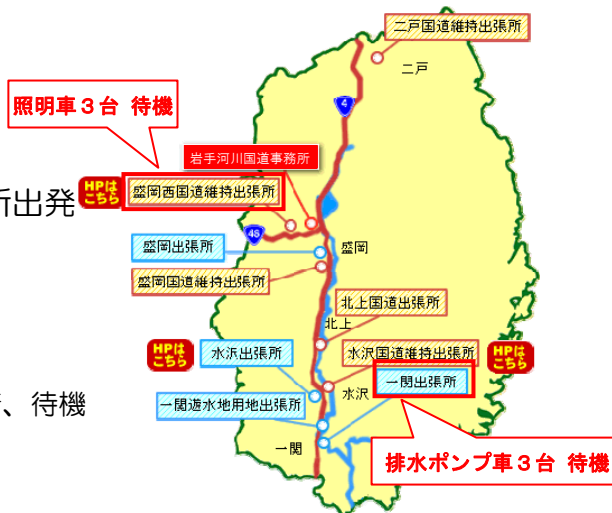 二戸国道維持出張所
二戸
照明車3台 待機
4
岩手河川国道事務所
所出発
HPは
こちら
盛岡西国道維持出張所
46
盛岡出張所
盛岡
盛岡国道維持出張所
北上国道出張所
北上
HPは
こちら
水沢出張所
水沢国道維持出張所
HPは
こちら
一関出張所
水沢
、待機
一関遊水地用地出張所
一関
排水ポンプ車3台 待機